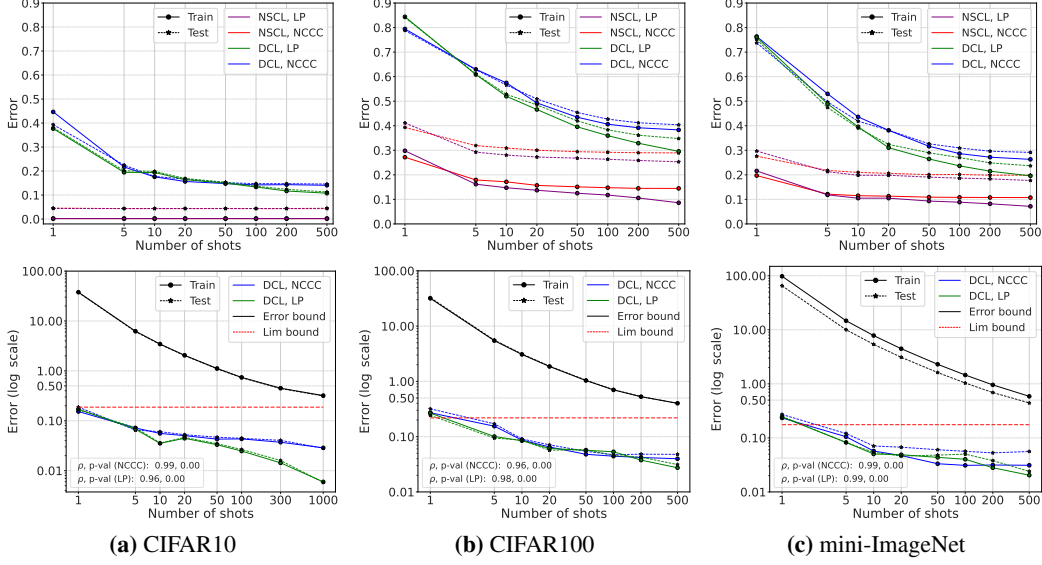 Error
0.9
0.8
0.7
0.6
0.5
0.4
0.3
0.2
0.1
0.0
Train
Test
NSCL, LP
NSCL, NCCC
DCL, LP
DCL, NCCC
1 5 10 20 50 100 200 500
Number of shots
Error
0.9
0.8
0.7
0.6
0.5
0.4
0.3
0.2
0.1
0.0
Train
Test
NSCL, LP
NSCL, NCCC
DCL, LP
DCL, NCCC
1 5 10 20 50 100 200 500
Number of shots
Error
0.9
0.8
0.7
0.6
0.5
0.4
0.3
0.2
0.1
0.0
Train
Test
NSCL, LP
NSCL, NCCC
DCL, LP
DCL, NCCC
1 5 10 20 50 100 200 500
Number of shots
Error (log scale)
100.00
10.00
1.00
0.50
0.10
0.01
Train
Test
DCL, NCCC
DCL, LP
Error bound
Lim bound
ρ, p-val (NCCC): 0.99, 0.00
ρ, p-val (LP): 0.96, 0.00
1 5 10 20 50 100 300 1000
Number of shots
Error (log scale)
100.00
10.00
1.00
0.50
0.10
0.01
Train
Test
DCL, NCCC
DCL, LP
Error bound
Lim bound
ρ, p-val (NCCC): 0.96, 0.00
ρ, p-val (LP): 0.98, 0.00
1 5 10 20 50 100 200 500
Number of shots
Error (log scale)
100.00
10.00
1.00
0.50
0.10
0.01
Train
Test
DCL, NCCC
DCL, LP
Error bound
Lim bound
ρ, p-val (NCCC): 0.99, 0.00
ρ, p-val (LP): 0.99, 0.00
1 5 10 20 50 100 200 500
Number of shots
(a) CIFAR10
(b) CIFAR100
(c) mini-ImageNet